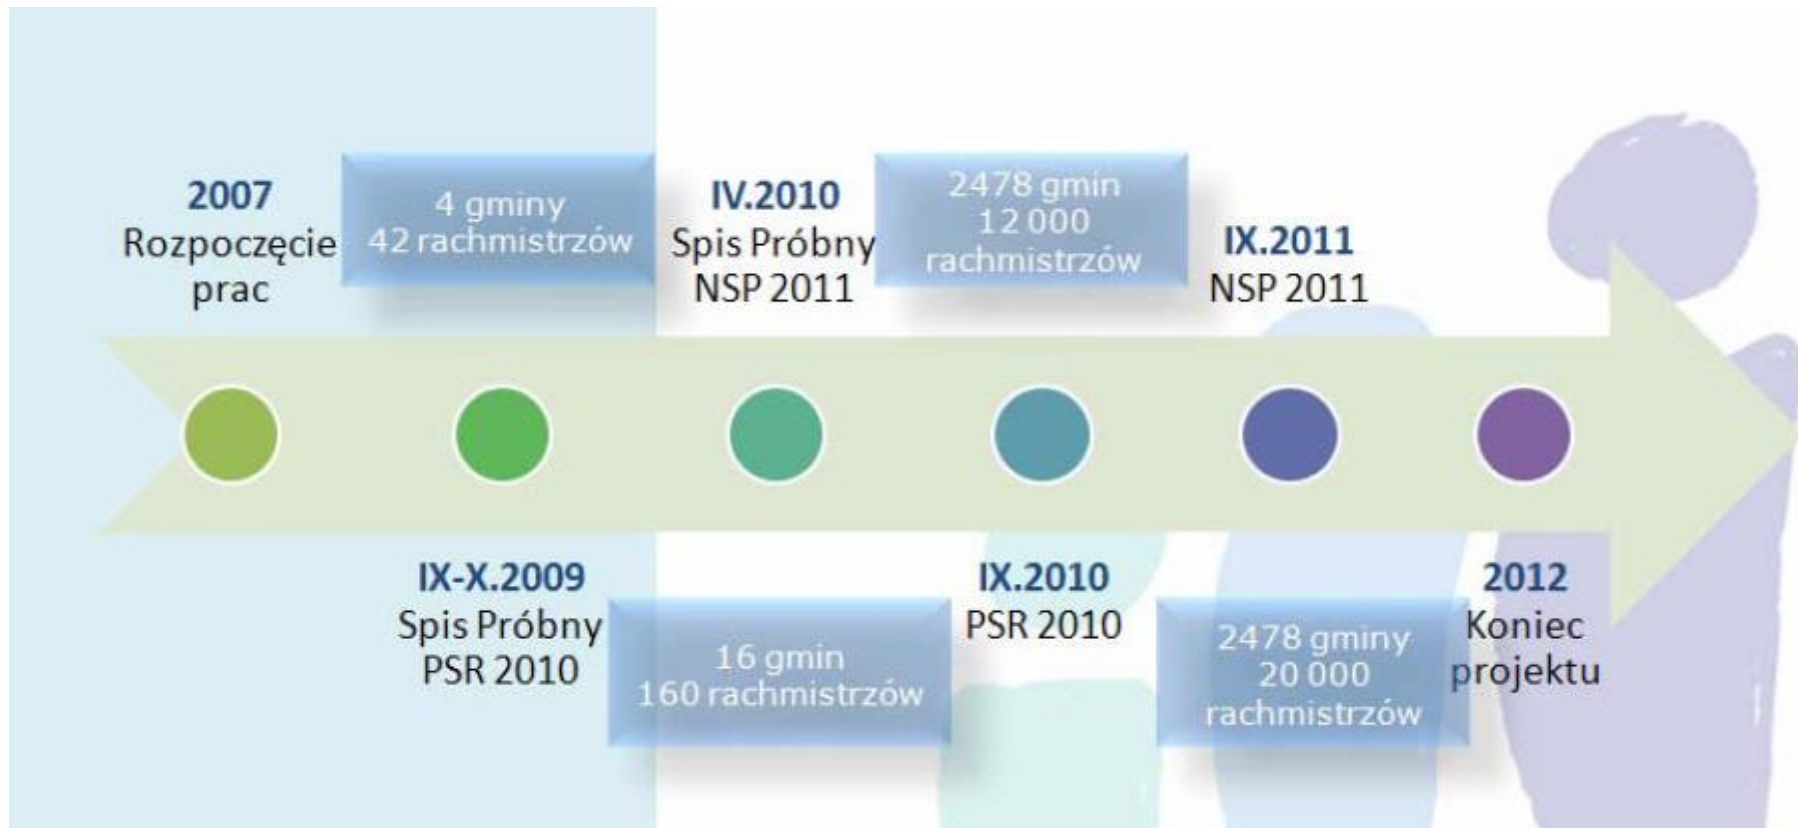 2007
Rozpoczęcie
prac
4 gminy
42 rachmistrzów
IV.2010
Spis Próbny
NSP 2011
2478 gmin
12 000
rachmistrzów
IX.2011
NSP 2011
IX-X.2009
Spis Próbny
PSR 2010
16 gmin
160 rachmistrzów
IX.2010
PSR 2010
2478 gminy
20 000
rachmistrzów
2012
Koniec
projektu